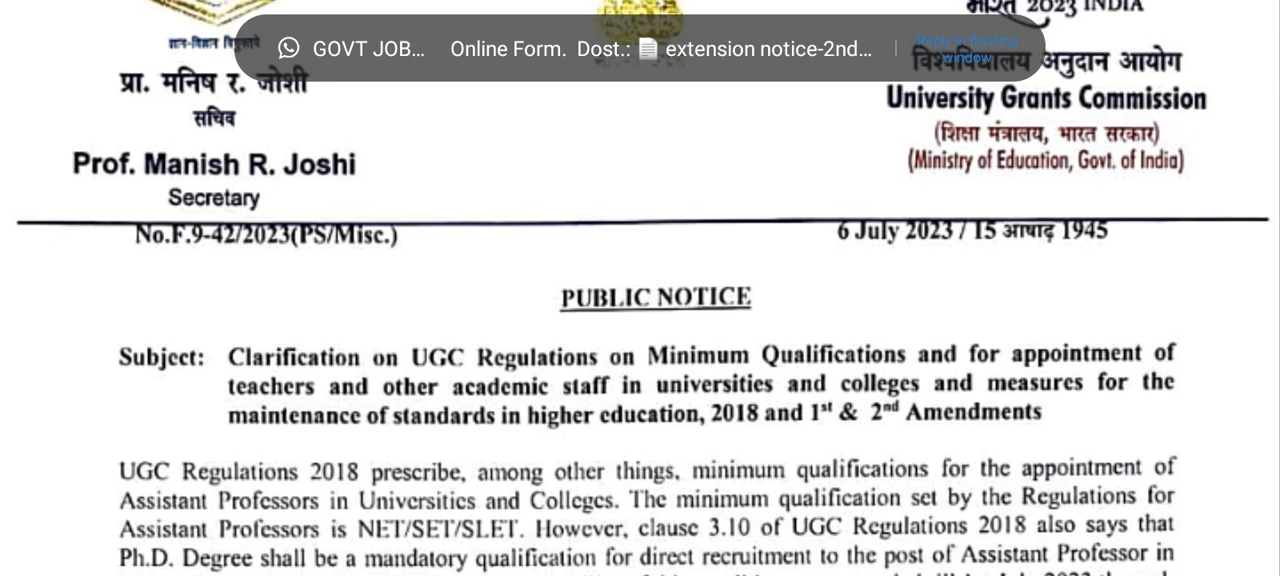 भारत 2023 INDIA
ज्ञान-विज्ञान विमुक्तये
GOVT JOB... Online Form. Dost.: extension notice-2nd...
Reply in floating window
विश्वविद्यालय अनुदान आयोग
प्रा. मनिष र. जोशी
University Grants Commission
सचिव
(शिक्षा मंत्रालय, भारत सरकार)
Prof. Manish R. Joshi
(Ministry of Education, Govt. of India)
Secretary
No.F.9-42/2023(PS/Misc.)
6 July 2023 / 15 आषाढ़ 1945
PUBLIC NOTICE
Subject: Clarification on UGC Regulations on Minimum Qualifications and for appointment of
teachers and other academic staff in universities and colleges and measures for the
maintenance of standards in higher education, 2018 and 1st & 2nd Amendments
UGC Regulations 2018 prescribe, among other things, minimum qualifications for the appointment of
Assistant Professors in Universities and Colleges. The minimum qualification set by the Regulations for
Assistant Professors is NET/SET/SLET. However, clause 3.10 of UGC Regulations 2018 also says that
Ph.D. Degree shall be a mandatory qualification for direct recruitment to the post of Assistant Professor in